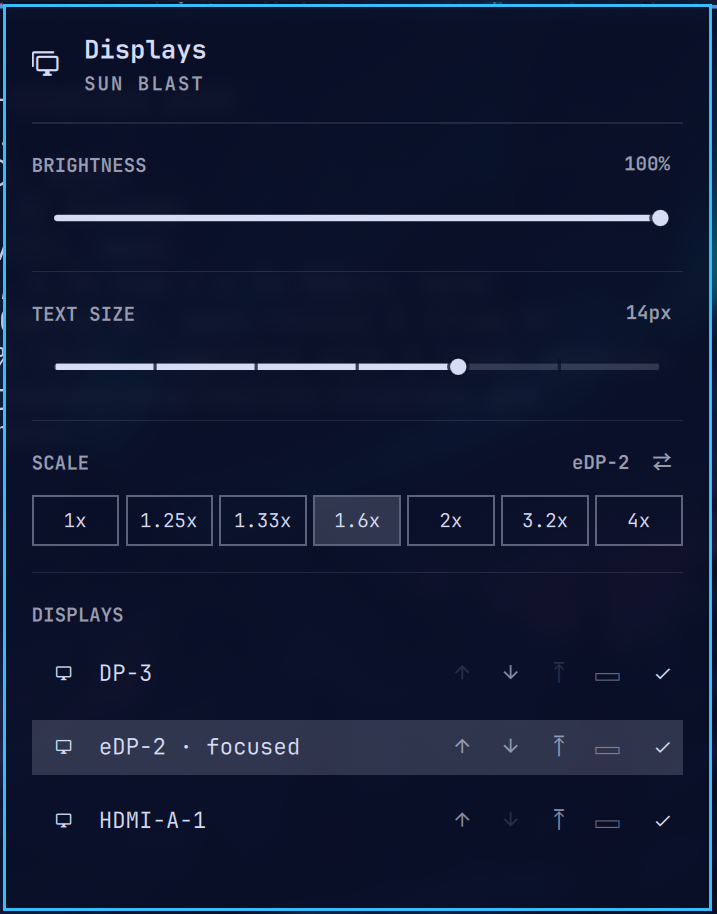 Displays
SUN BLAST
BRIGHTNESS 100%
TEXT SIZE 14px
SCALE eDP-2
1x 1.25x 1.33x 1.6x 2x 3.2x 4x
DISPLAYS
DP-3
eDP-2 · focused
HDMI-A-1